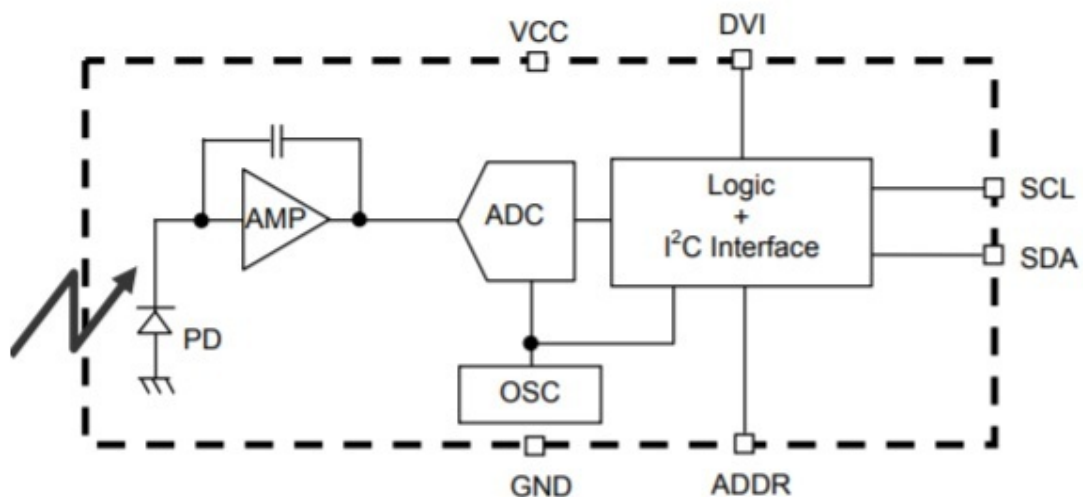 VCC
DVI
AMP
ADC
Logic
+
I²C Interface
SCL
SDA
PD
OSC
GND
ADDR